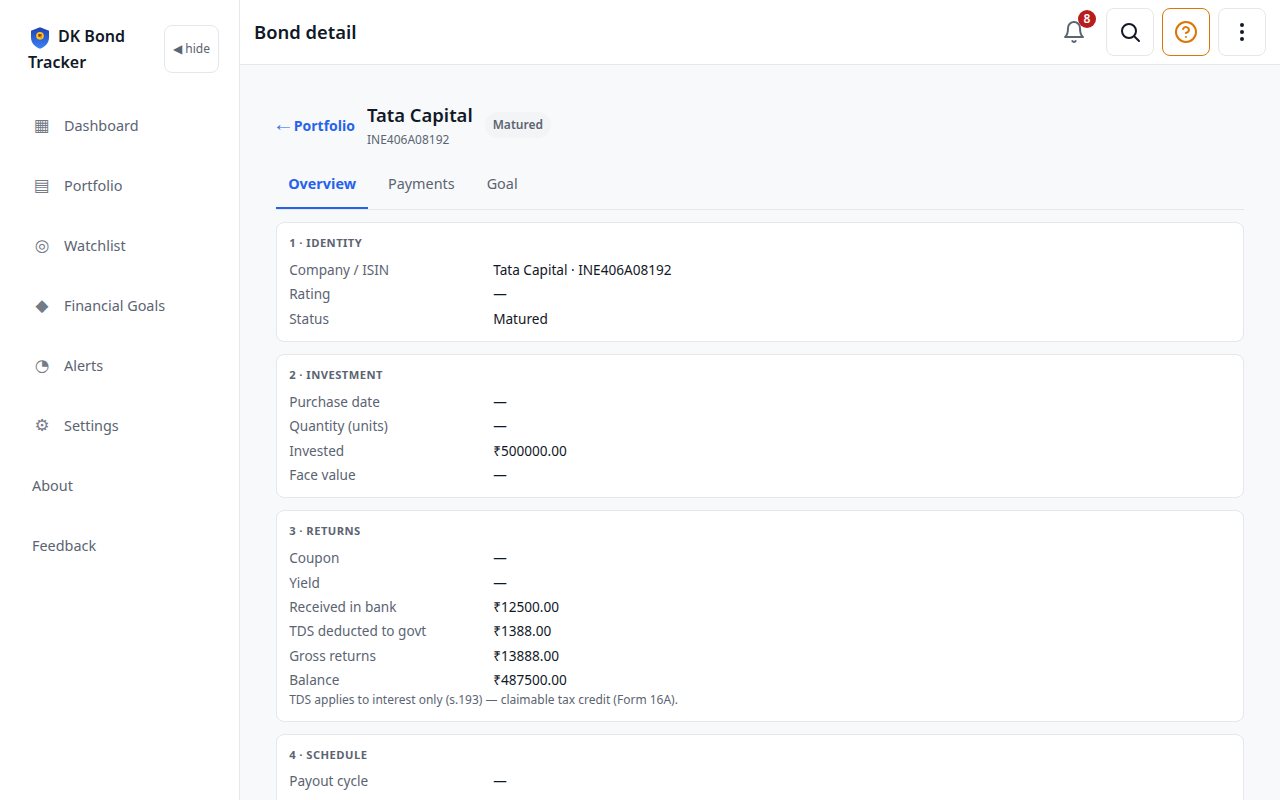 DK Bond
Tracker
◀ hide
Bond detail
8
▦ Dashboard
▤ Portfolio
◎ Watchlist
◆ Financial Goals
◔ Alerts
⚙ Settings
About
Feedback
← Portfolio
Tata Capital
INE406A08192
Matured
Overview
Payments
Goal
1 · IDENTITY
Company / ISIN Tata Capital · INE406A08192
Rating —
Status Matured
2 · INVESTMENT
Purchase date —
Quantity (units) —
Invested ₹500000.00
Face value —
3 · RETURNS
Coupon —
Yield —
Received in bank ₹12500.00
TDS deducted to govt ₹1388.00
Gross returns ₹13888.00
Balance ₹487500.00
TDS applies to interest only (s.193) — claimable tax credit (Form 16A).
4 · SCHEDULE
Payout cycle —